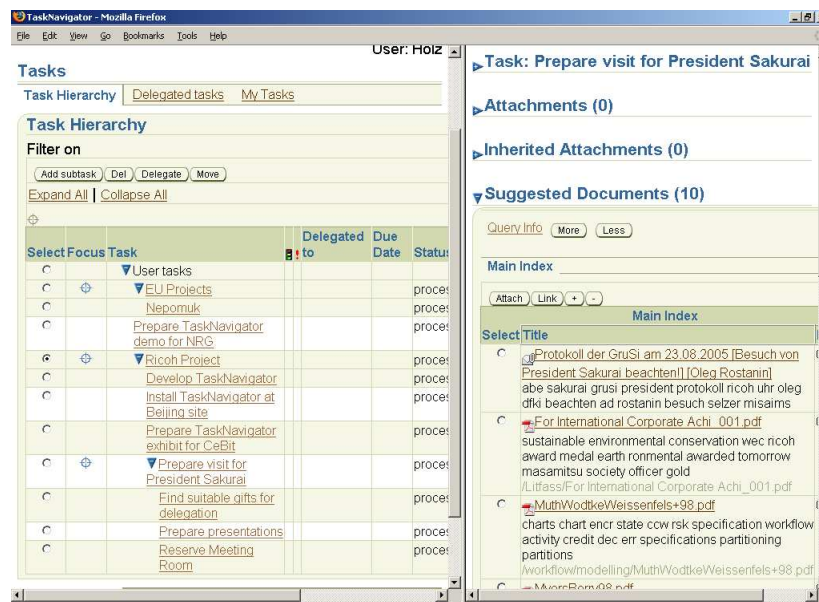 TaskNavigator - Mozilla Firefox
File Edit View Go Bookmarks Tools Help
User: Holz
Tasks
Task Hierarchy Delegated tasks My Tasks
Task Hierarchy
Filter on
Add subtask Del Delegate Move
Expand All | Collapse All
Delegated Due
Select Focus Task ! to Date Status
User tasks
EU Projects proces
Nepomuk proces
Prepare TaskNavigator proces
demo for NRG
Ricoh Project proces
Develop TaskNavigator proces
Install TaskNavigator at proces
Beijing site
Prepare TaskNavigator proces
exhibit for CeBit
Prepare visit for proces
President Sakurai
Find suitable gifts for proces
delegation
Prepare presentations proces
Reserve Meeting proces
Room
Task: Prepare visit for President Sakurai
Attachments (0)
Inherited Attachments (0)
Suggested Documents (10)
Query Info More Less
Main Index
Attach Link + -
Main Index
Select Title
Protokoll der GruSi am 23.08.2005 [Besuch von
President Sakurai beachten!] [Oleg Rostanin]
abe sakurai grusi president protokoll ricoh uhr oleg
dfki beachten ad rostanin besuch selzer misaims
For International Corporate Achi_001.pdf
sustainable environmental conservation wec ricoh
award medal earth ronmental awarded tomorrow
masamitsu society officer gold
/Litfass/For International Corporate Achi_001.pdf
MuthWodtkeWeissenfels+98.pdf
charts chart encr state ccw rsk specification workflow
activity credit dec err specifications partitioning
partitions
/workflow/modelling/MuthWodtkeWeissenfels+98.pdf
MyersBerry98.pdf